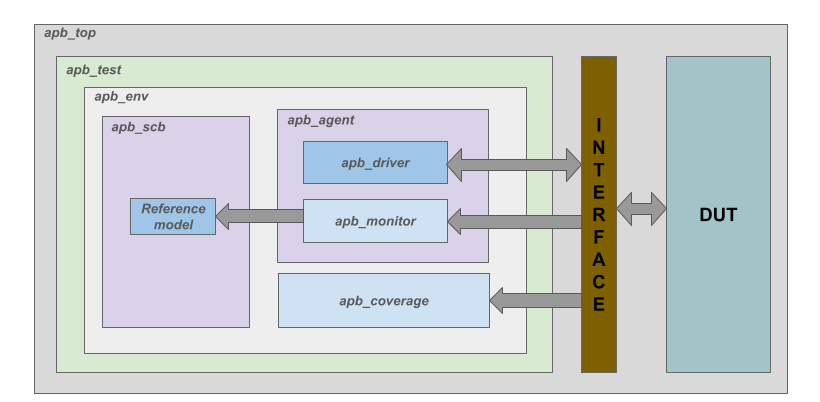 apb_top
apb_test
apb_env
apb_scb
apb_agent
apb_driver
Reference
model
apb_monitor
apb_coverage
I
N
T
E
R
F
A
C
E
DUT